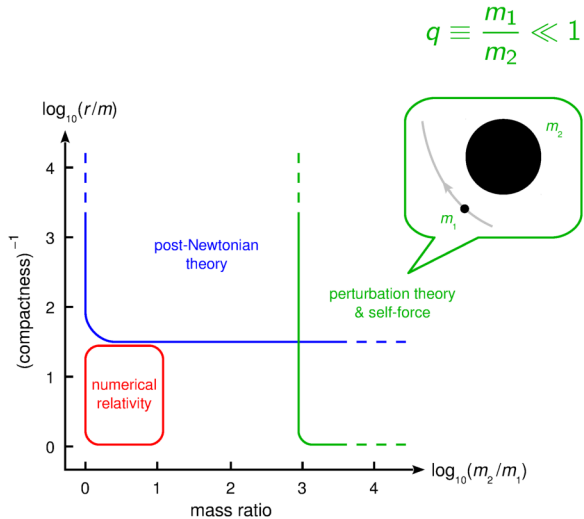 q ≡ m₁/m₂ ≪ 1
log₁₀(r/m)
m₂
m₁
4
3
2
1
0
(compactness)⁻¹
post-Newtonian
theory
perturbation theory
& self-force
numerical
relativity
0 1 2 3 4
log₁₀(m₂/m₁)
mass ratio